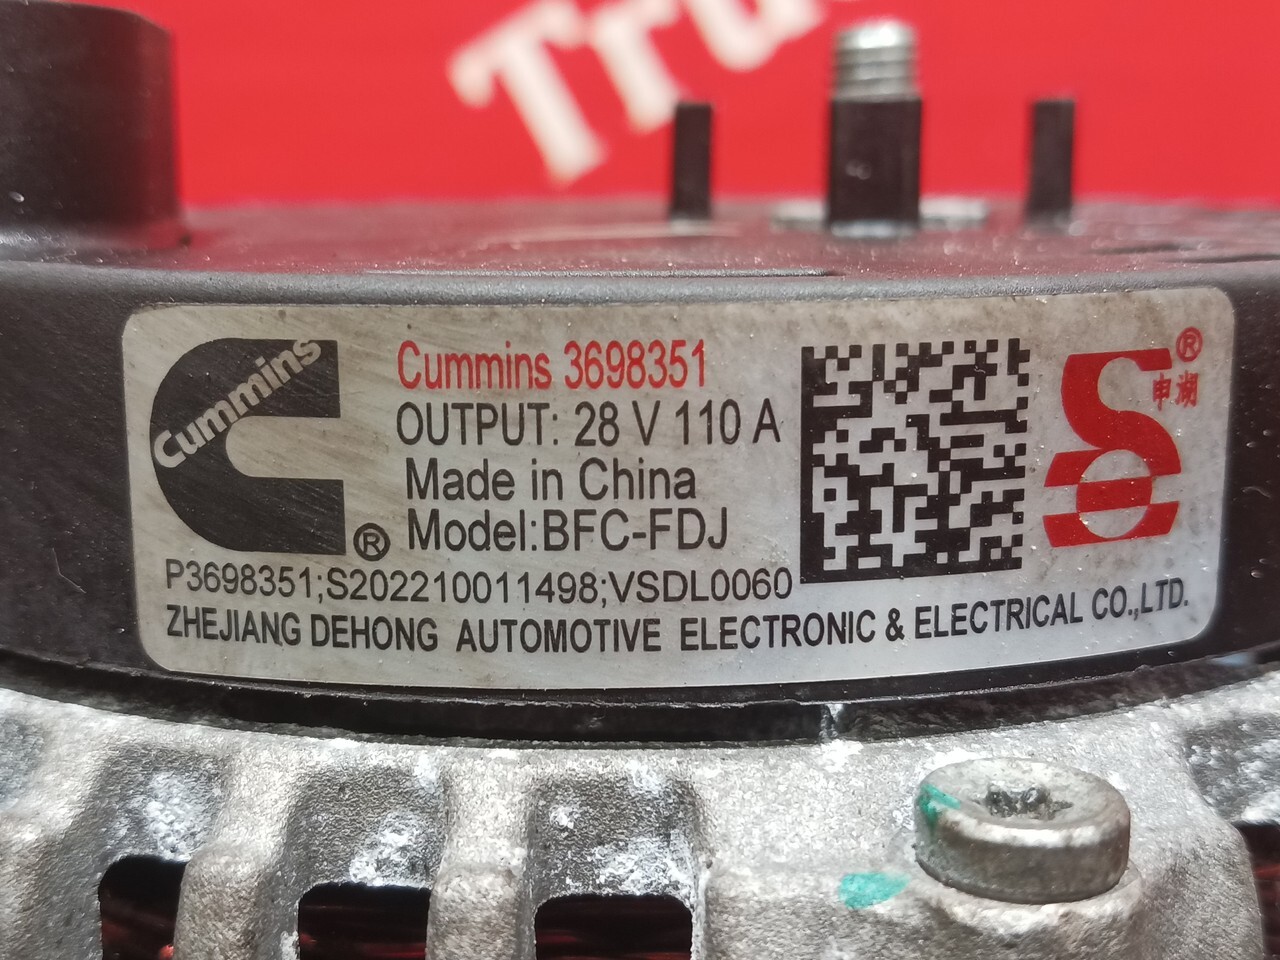 Tru
Cummins
®
Cummins 3698351
OUTPUT: 28 V 110 A
Made in China
Model:BFC-FDJ
P3698351;S202210011498;VSDL0060
ZHEJIANG DEHONG AUTOMOTIVE ELECTRONIC & ELECTRICAL CO.,LTD.
®
申湖